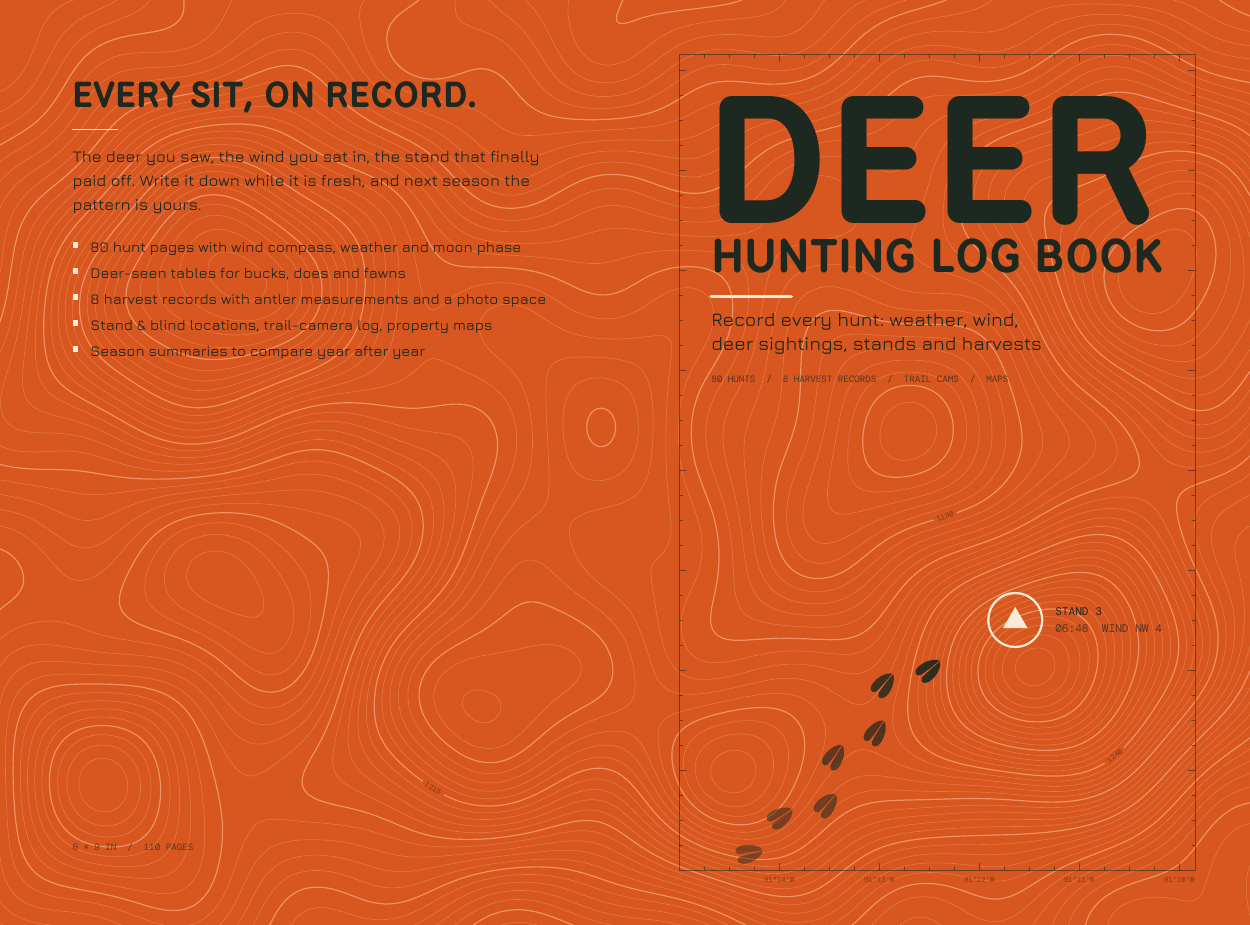 EVERY SIT, ON RECORD.
The deer you saw, the wind you sat in, the stand that finally
paid off. Write it down while it is fresh, and next season the
pattern is yours.
80 hunt pages with wind compass, weather and moon phase
Deer-seen tables for bucks, does and fawns
8 harvest records with antler measurements and a photo space
Stand & blind locations, trail-camera log, property maps
Season summaries to compare year after year
6 × 9 IN / 110 PAGES
1216
DEER
HUNTING LOG BOOK
Record every hunt: weather, wind,
deer sightings, stands and harvests
80 HUNTS / 8 HARVEST RECORDS / TRAIL CAMS / MAPS
1190
STAND 3
06:48 WIND NW 4
1240